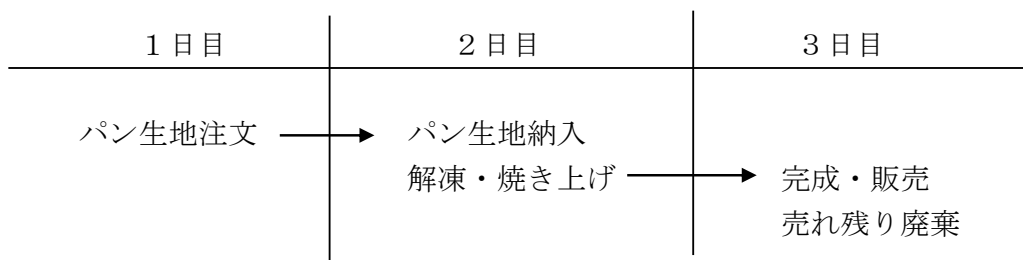 １日目
２日目
３日目
パン生地注文
パン生地納入
解凍・焼き上げ
完成・販売
売れ残り廃棄